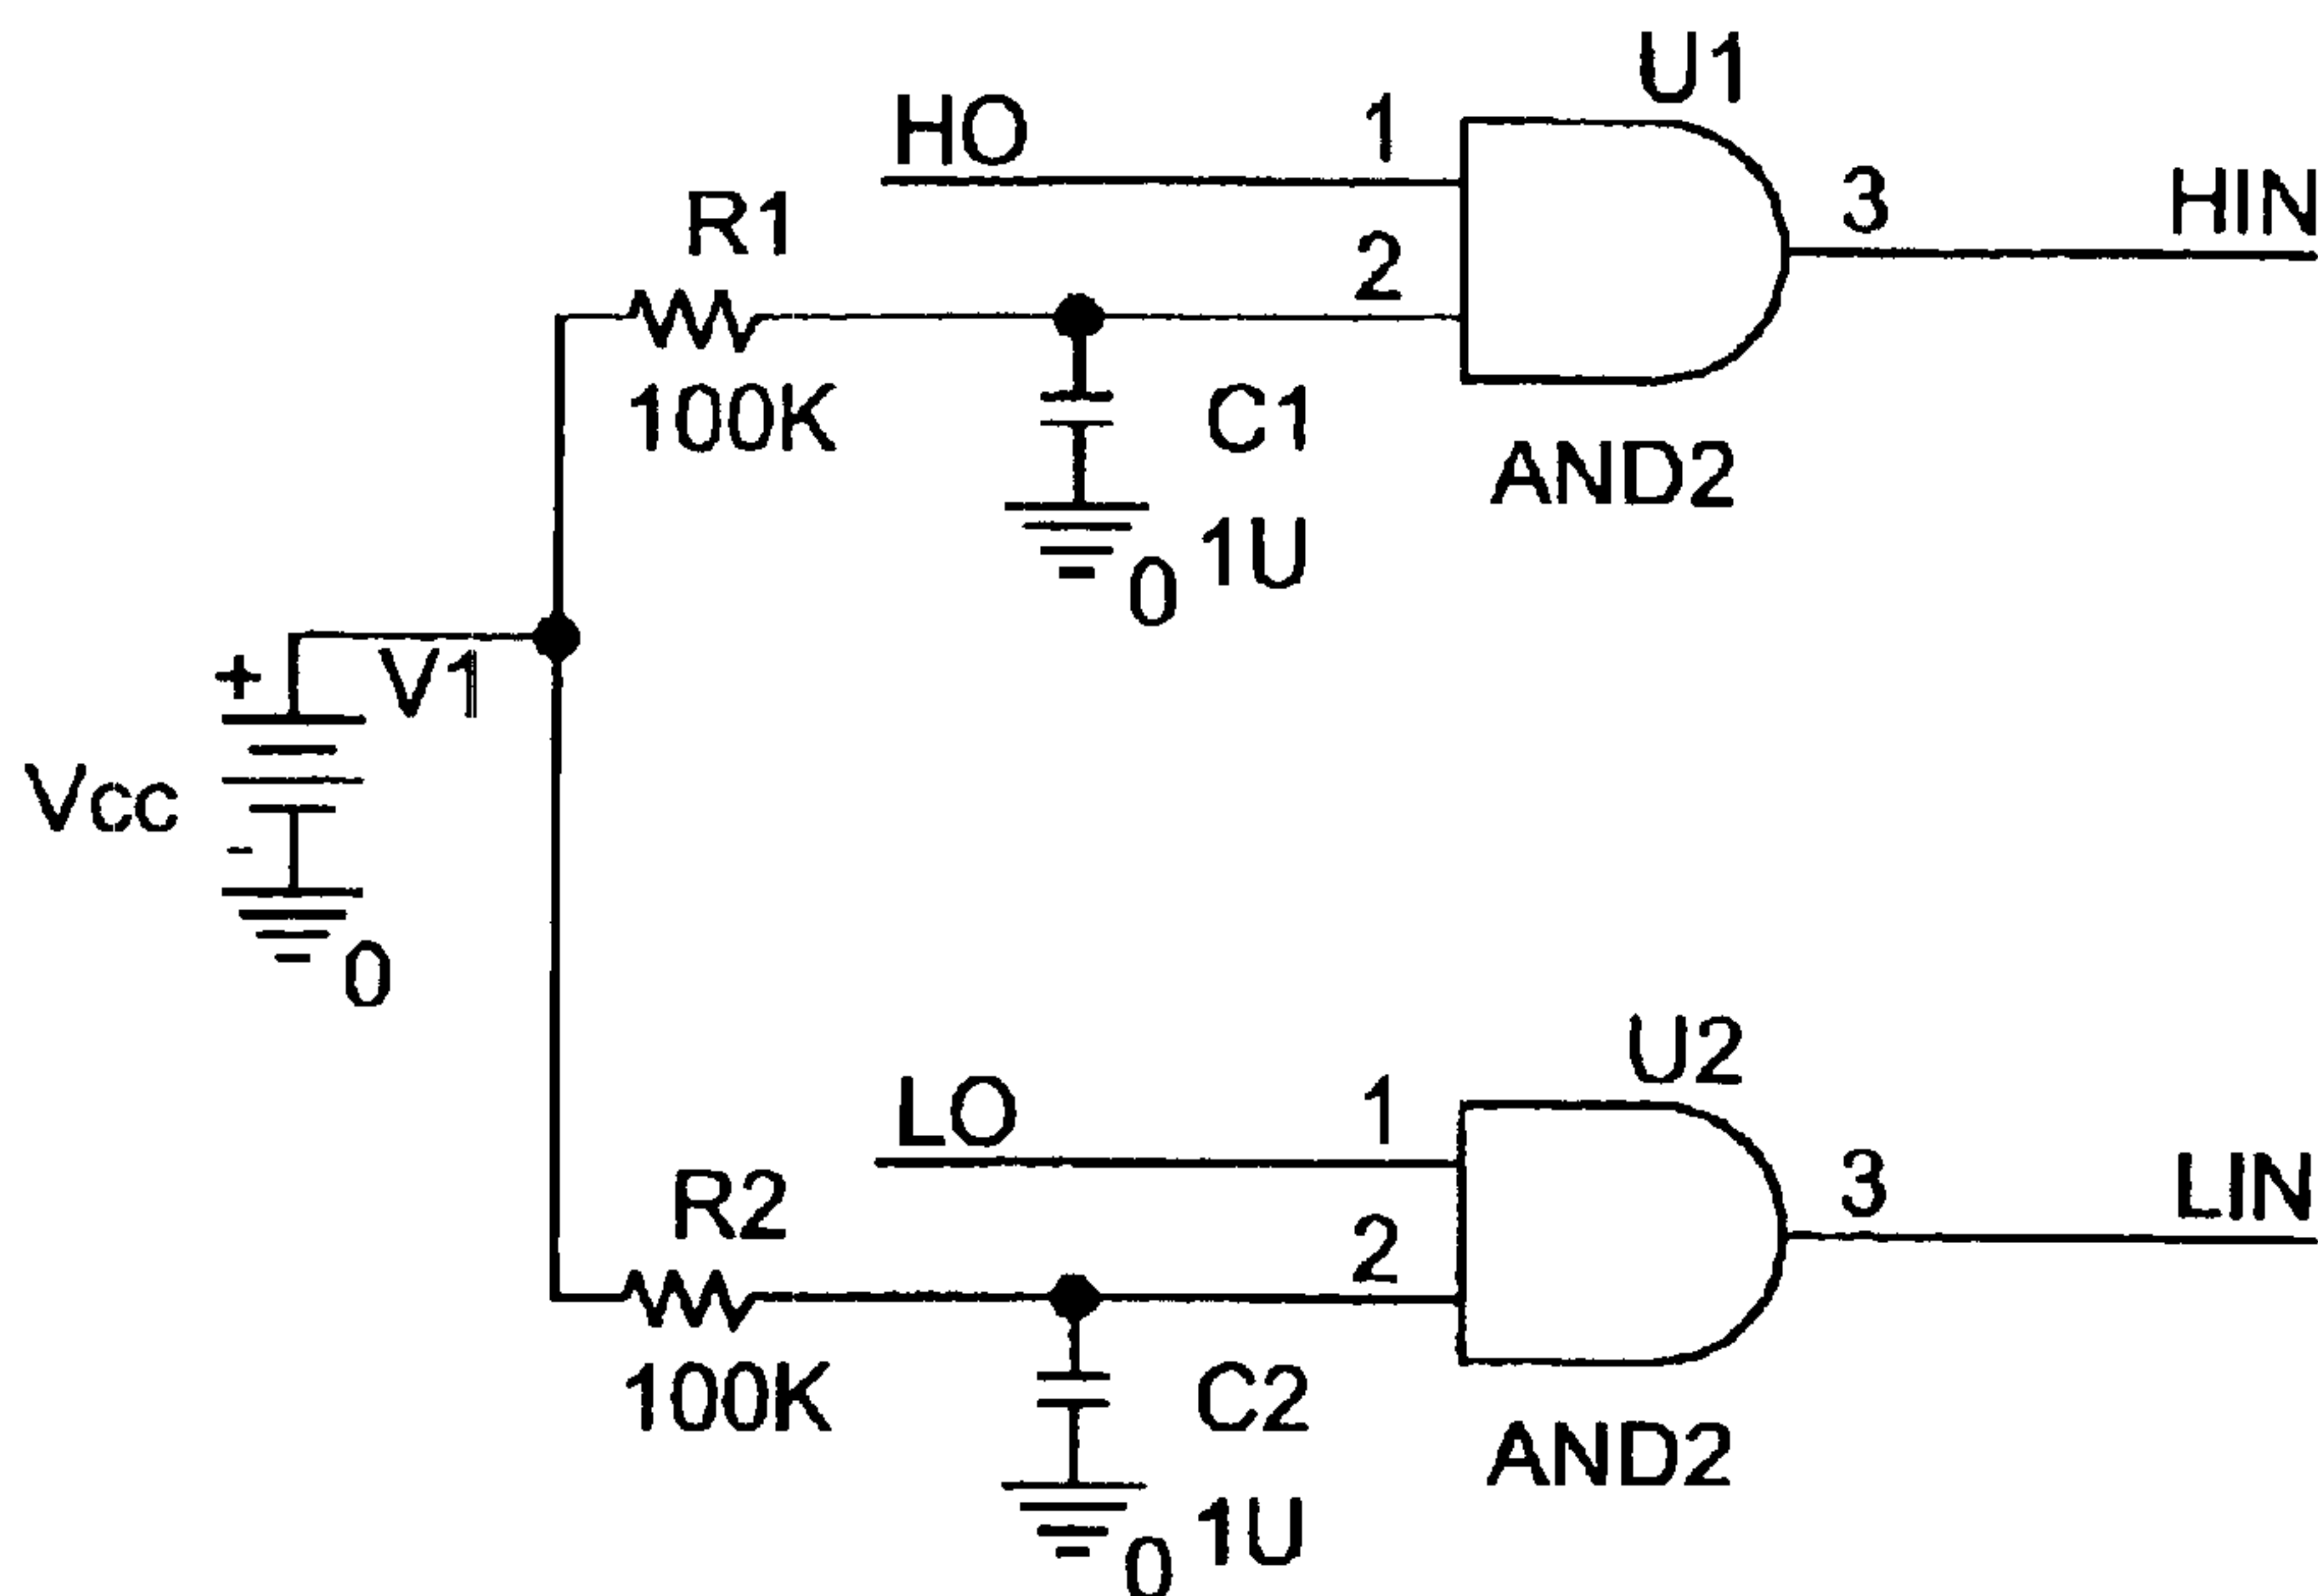 U1
HO
1
R1
3
HIN
2
100K
C1
AND2
1U
0
+
V1
Vcc
-
0
U2
LO
1
R2
3
LIN
2
100K
C2
AND2
1U
0